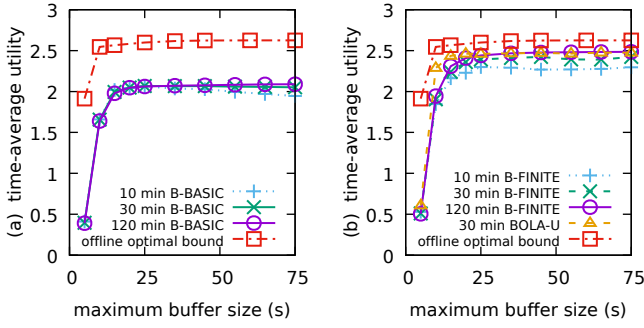 3
2.5
2
1.5
1
0.5
0
(a) time-average utility
10 min B-BASIC
30 min B-BASIC
120 min B-BASIC
offline optimal bound
0 25 50 75
maximum buffer size (s)
3
2.5
2
1.5
1
0.5
0
(b) time-average utility
10 min B-FINITE
30 min B-FINITE
120 min B-FINITE
30 min BOLA-U
offline optimal bound
0 25 50 75
maximum buffer size (s)